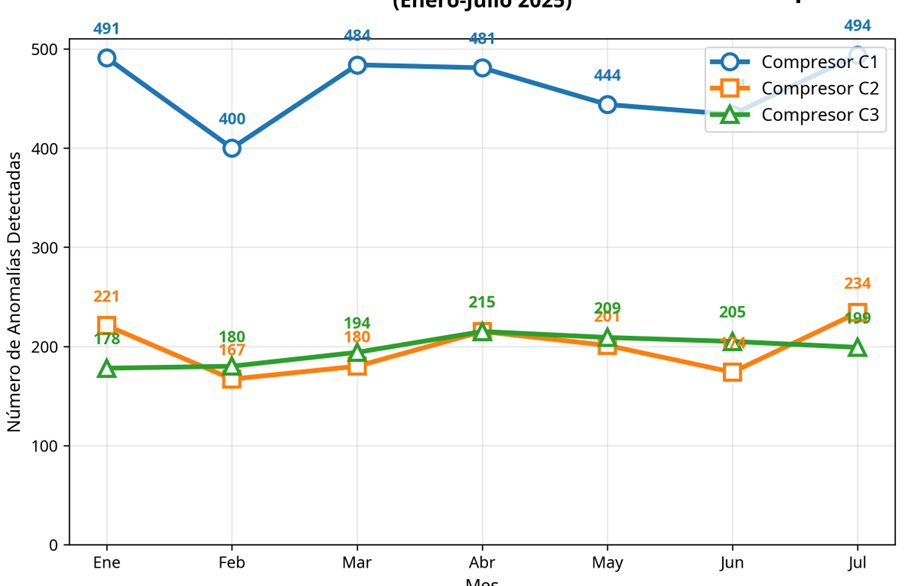 (Enero-Julio 2025)
491
400
484
481
444
494
Compresor C1
Compresor C2
Compresor C3
221
167
180
201
174
234
178
180
194
215
209
205
199
Número de Anomalías Detectadas
500
400
300
200
100
0
Ene
Feb
Mar
Abr
May
Jun
Jul
Mes